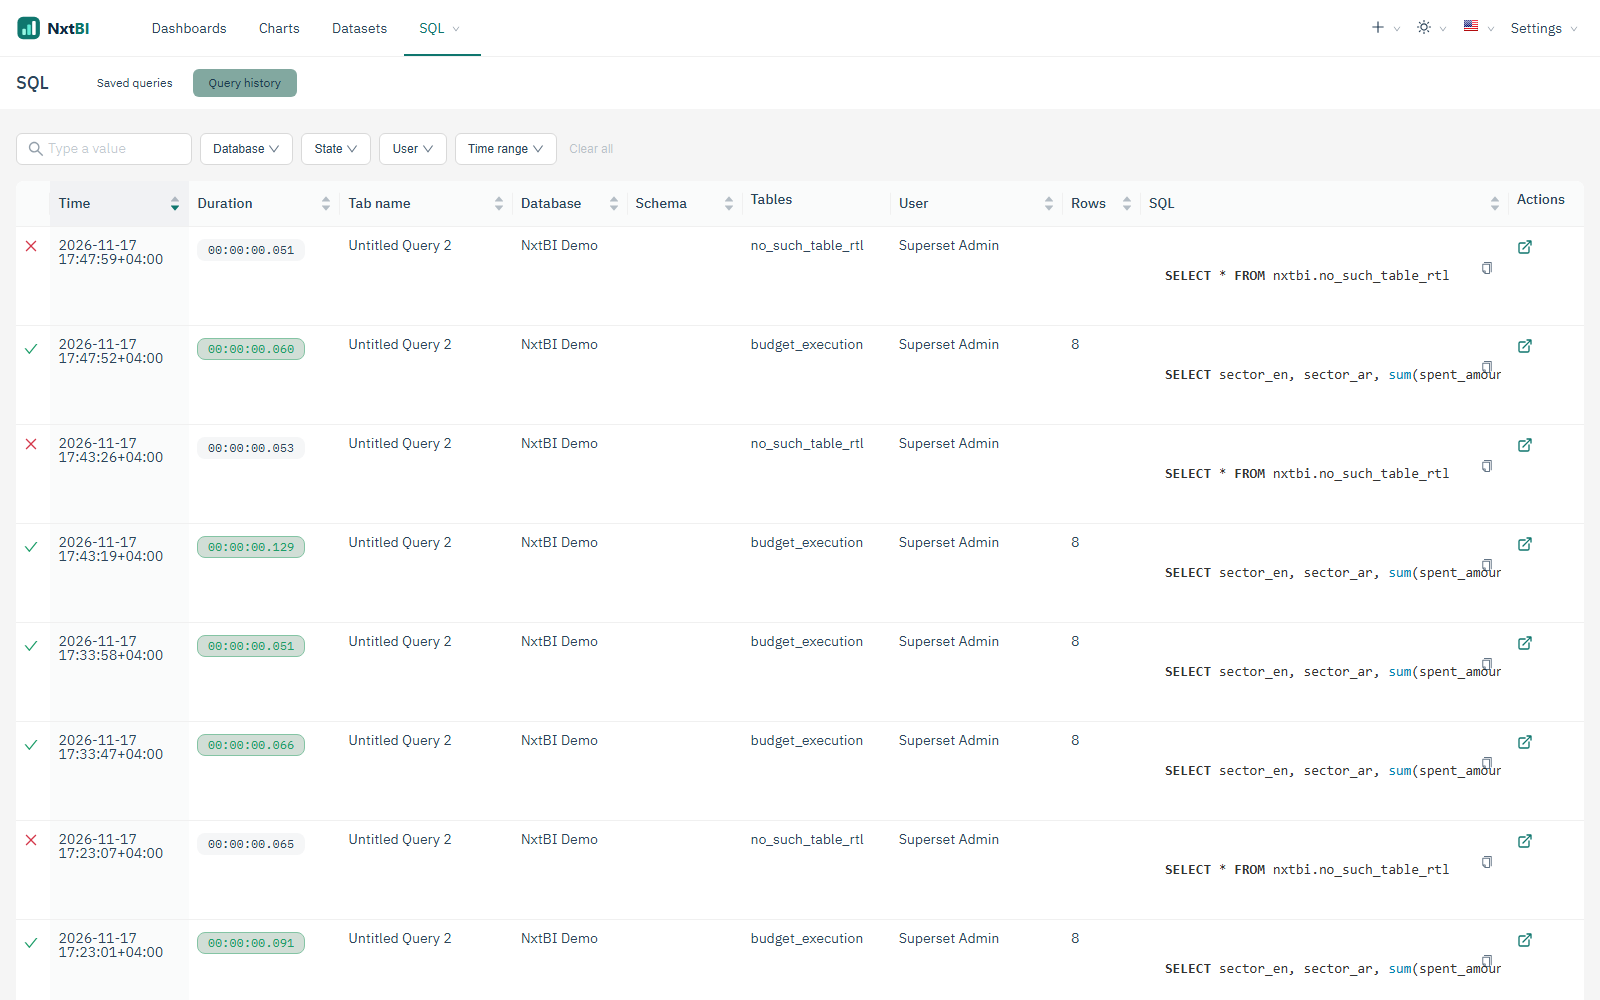 NxtBI
Dashboards
Charts
Datasets
SQL
Settings
SQL
Saved queries
Query history
Type a value
Database
State
User
Time range
Clear all
Time
Duration
Tab name
Database
Schema
Tables
User
Rows
SQL
Actions
2026-11-17
17:47:59+04:00
00:00:00.051
Untitled Query 2
NxtBI Demo
no_such_table_rtl
Superset Admin
SELECT * FROM nxtbi.no_such_table_rtl
2026-11-17
17:47:52+04:00
00:00:00.060
Untitled Query 2
NxtBI Demo
budget_execution
Superset Admin
8
SELECT sector_en, sector_ar, sum(spent_amour
2026-11-17
17:43:26+04:00
00:00:00.053
Untitled Query 2
NxtBI Demo
no_such_table_rtl
Superset Admin
SELECT * FROM nxtbi.no_such_table_rtl
2026-11-17
17:43:19+04:00
00:00:00.129
Untitled Query 2
NxtBI Demo
budget_execution
Superset Admin
8
SELECT sector_en, sector_ar, sum(spent_amour
2026-11-17
17:33:58+04:00
00:00:00.051
Untitled Query 2
NxtBI Demo
budget_execution
Superset Admin
8
SELECT sector_en, sector_ar, sum(spent_amour
2026-11-17
17:33:47+04:00
00:00:00.066
Untitled Query 2
NxtBI Demo
budget_execution
Superset Admin
8
SELECT sector_en, sector_ar, sum(spent_amour
2026-11-17
17:23:07+04:00
00:00:00.065
Untitled Query 2
NxtBI Demo
no_such_table_rtl
Superset Admin
SELECT * FROM nxtbi.no_such_table_rtl
2026-11-17
17:23:01+04:00
00:00:00.091
Untitled Query 2
NxtBI Demo
budget_execution
Superset Admin
8
SELECT sector_en, sector_ar, sum(spent_amour